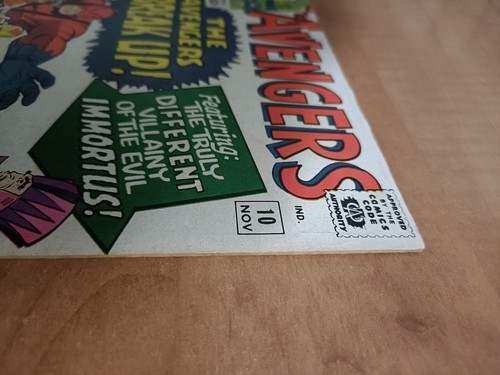 AVENGERS
THE
AVENGERS
BREAK UP!
Featuring:
THE TRULY
DIFFERENT
VILLAINY
OF THE EVIL
IMMORTUS!
10
NOV
IND.
APPROVED
BY THE
COMICS
CODE
AUTHORITY